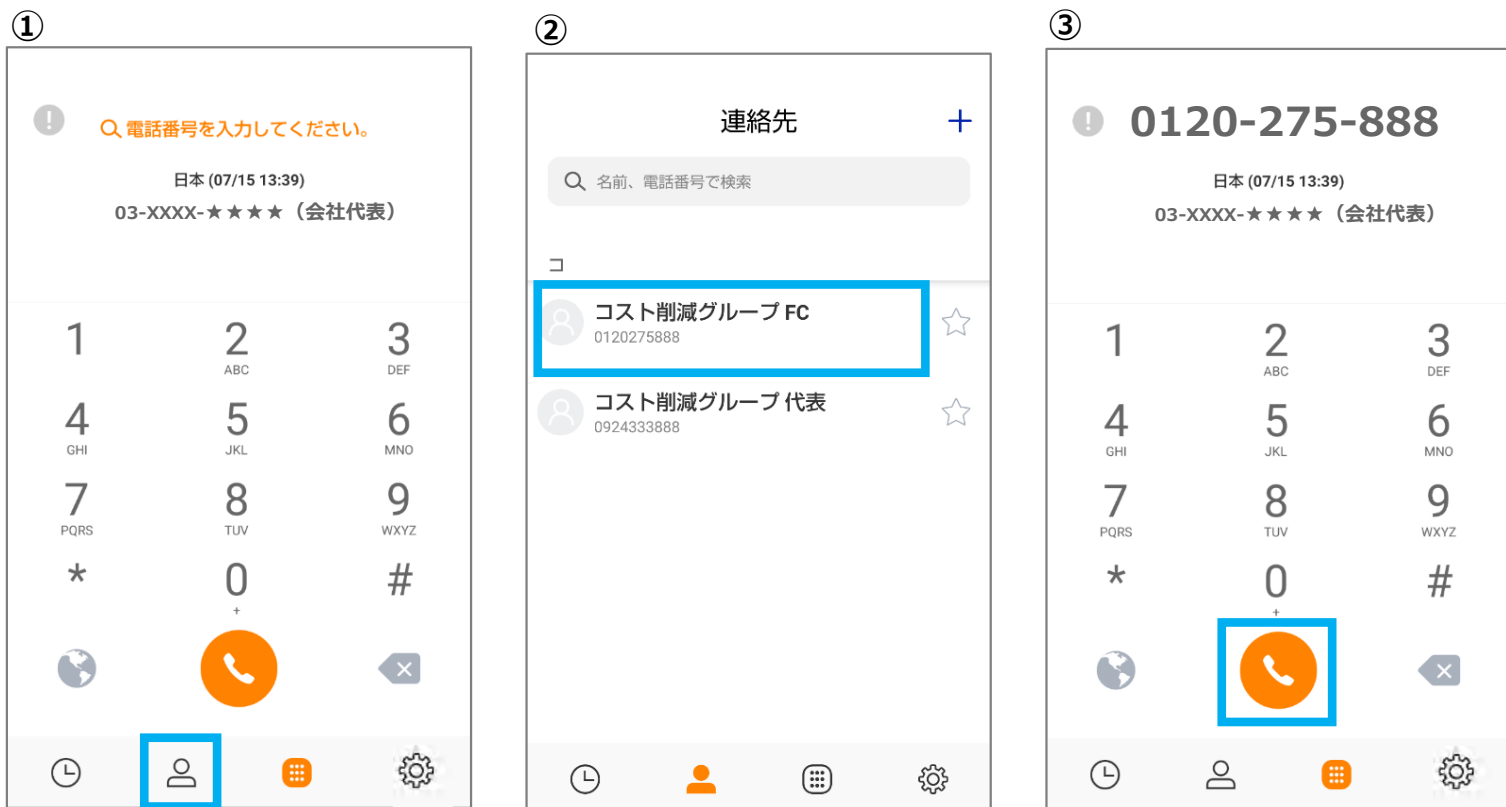 ①
電話番号を入力してください。
日本 (07/15 13:39)
03-XXXX-★★★★（会社代表）
1
2
ABC
3
DEF
4
GHI
5
JKL
6
MNO
7
PQRS
8
TUV
9
WXYZ
*
0
+
#
②
連絡先
名前、電話番号で検索
コ
コスト削減グループ FC
0120275888
コスト削減グループ 代表
0924333888
③
0120-275-888
日本 (07/15 13:39)
03-XXXX-★★★★（会社代表）
1
2
ABC
3
DEF
4
GHI
5
JKL
6
MNO
7
PQRS
8
TUV
9
WXYZ
*
0
+
#